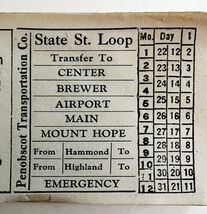 Penobscot Transportation Co.
State St. Loop
Transfer To
CENTER
BREWER
AIRPORT
MAIN
MOUNT HOPE
From Hammond To
From Highland To
EMERGENCY
Mo. Day 1
1 22 12 2
2 23 13 3
3 24 14 4
4 25 15 5
5 26 16 6
6 27 17 7
7 28 18 8
8 29 19 9
9 30 20 10
10
11
12 31 21 11